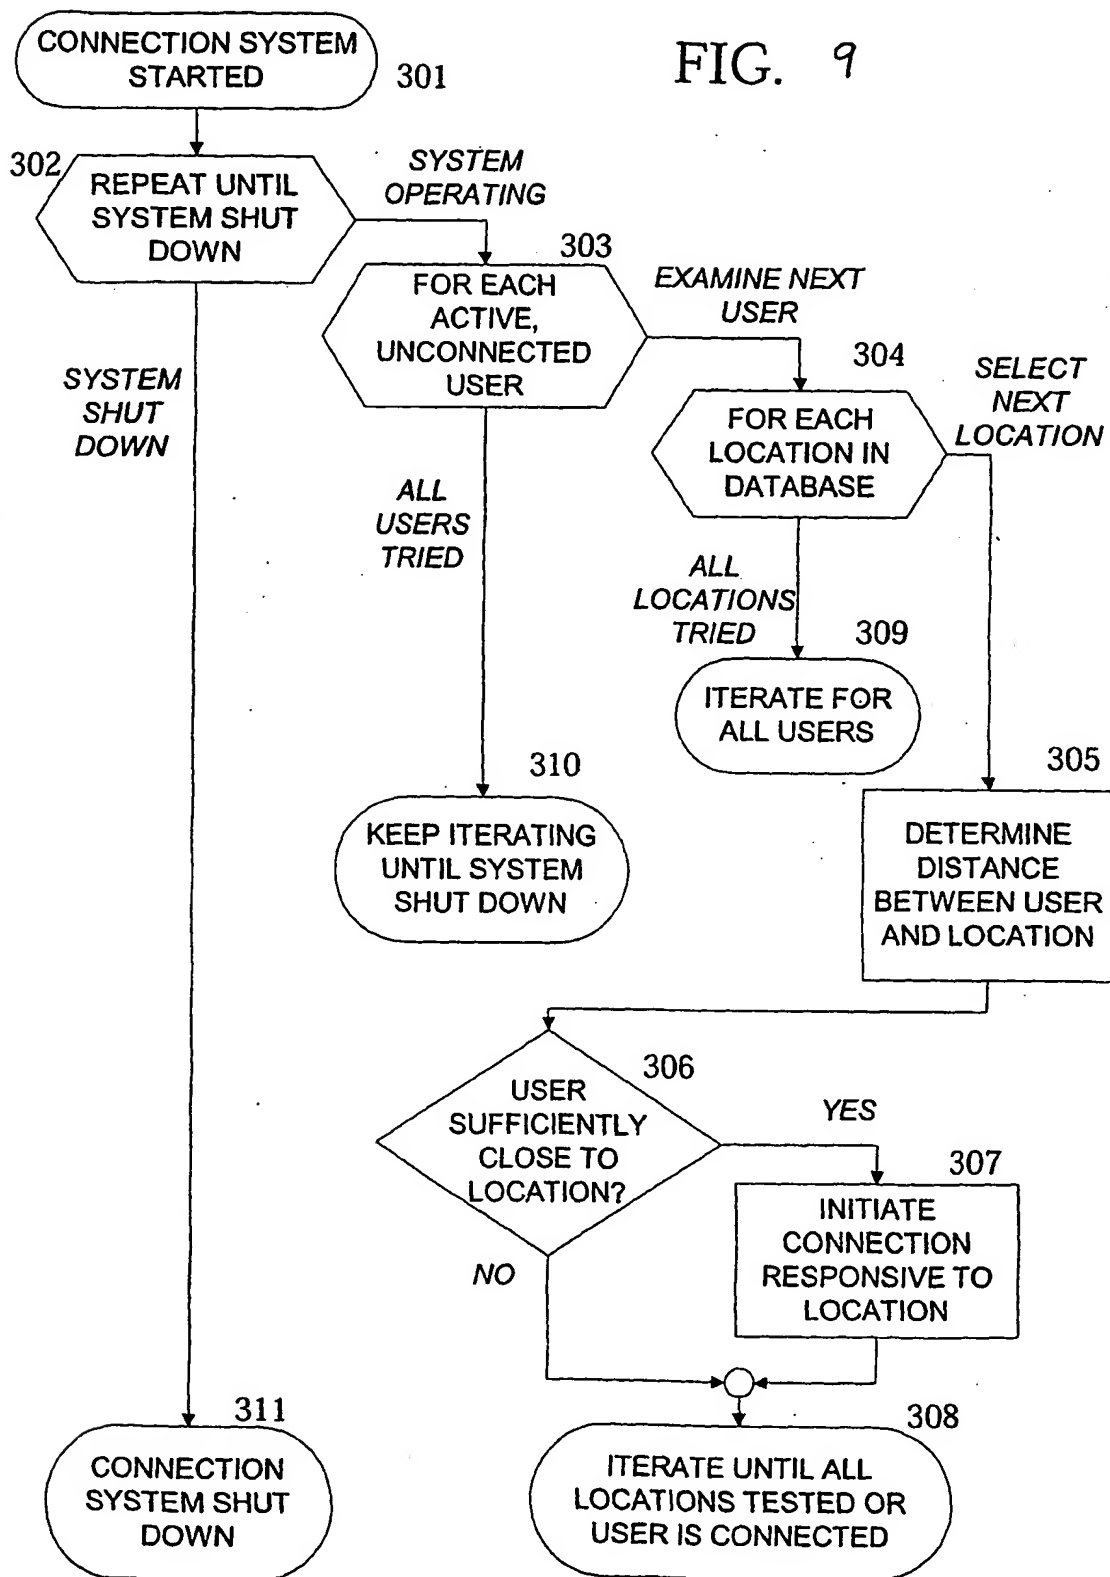 CONNECTION SYSTEM
STARTED
301
FIG. 9
302
REPEAT UNTIL
SYSTEM SHUT
DOWN
SYSTEM
OPERATING
303
FOR EACH
ACTIVE,
UNCONNECTED
USER
EXAMINE NEXT
USER
304
FOR EACH
LOCATION IN
DATABASE
SELECT
NEXT
LOCATION
SYSTEM
SHUT
DOWN
ALL
USERS
TRIED
ALL
LOCATIONS
TRIED
309
ITERATE FOR
ALL USERS
310
KEEP ITERATING
UNTIL SYSTEM
SHUT DOWN
305
DETERMINE
DISTANCE
BETWEEN USER
AND LOCATION
306
USER
SUFFICIENTLY
CLOSE TO
LOCATION?
YES
307
INITIATE
CONNECTION
RESPONSIVE TO
LOCATION
NO
308
ITERATE UNTIL ALL
LOCATIONS TESTED OR
USER IS CONNECTED
311
CONNECTION
SYSTEM SHUT
DOWN